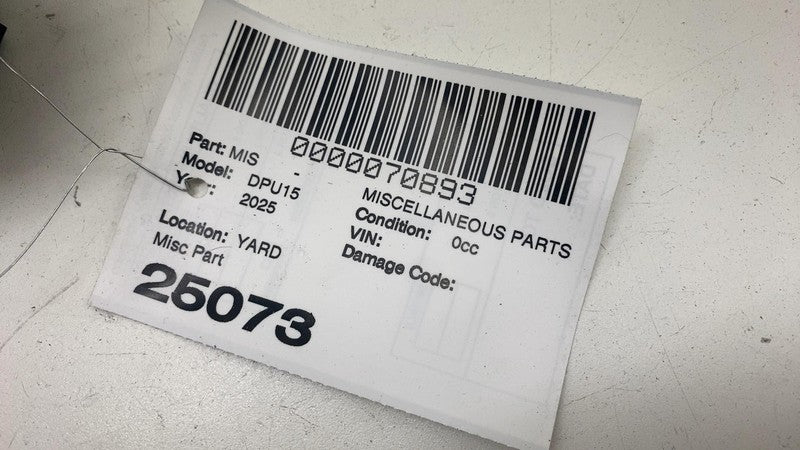 0000070893
Part: MIS - MISCELLANEOUS PARTS
Model: DPU15 Condition: 0cc
2025 VIN:
Location: YARD Damage Code:
Misc Part
25073